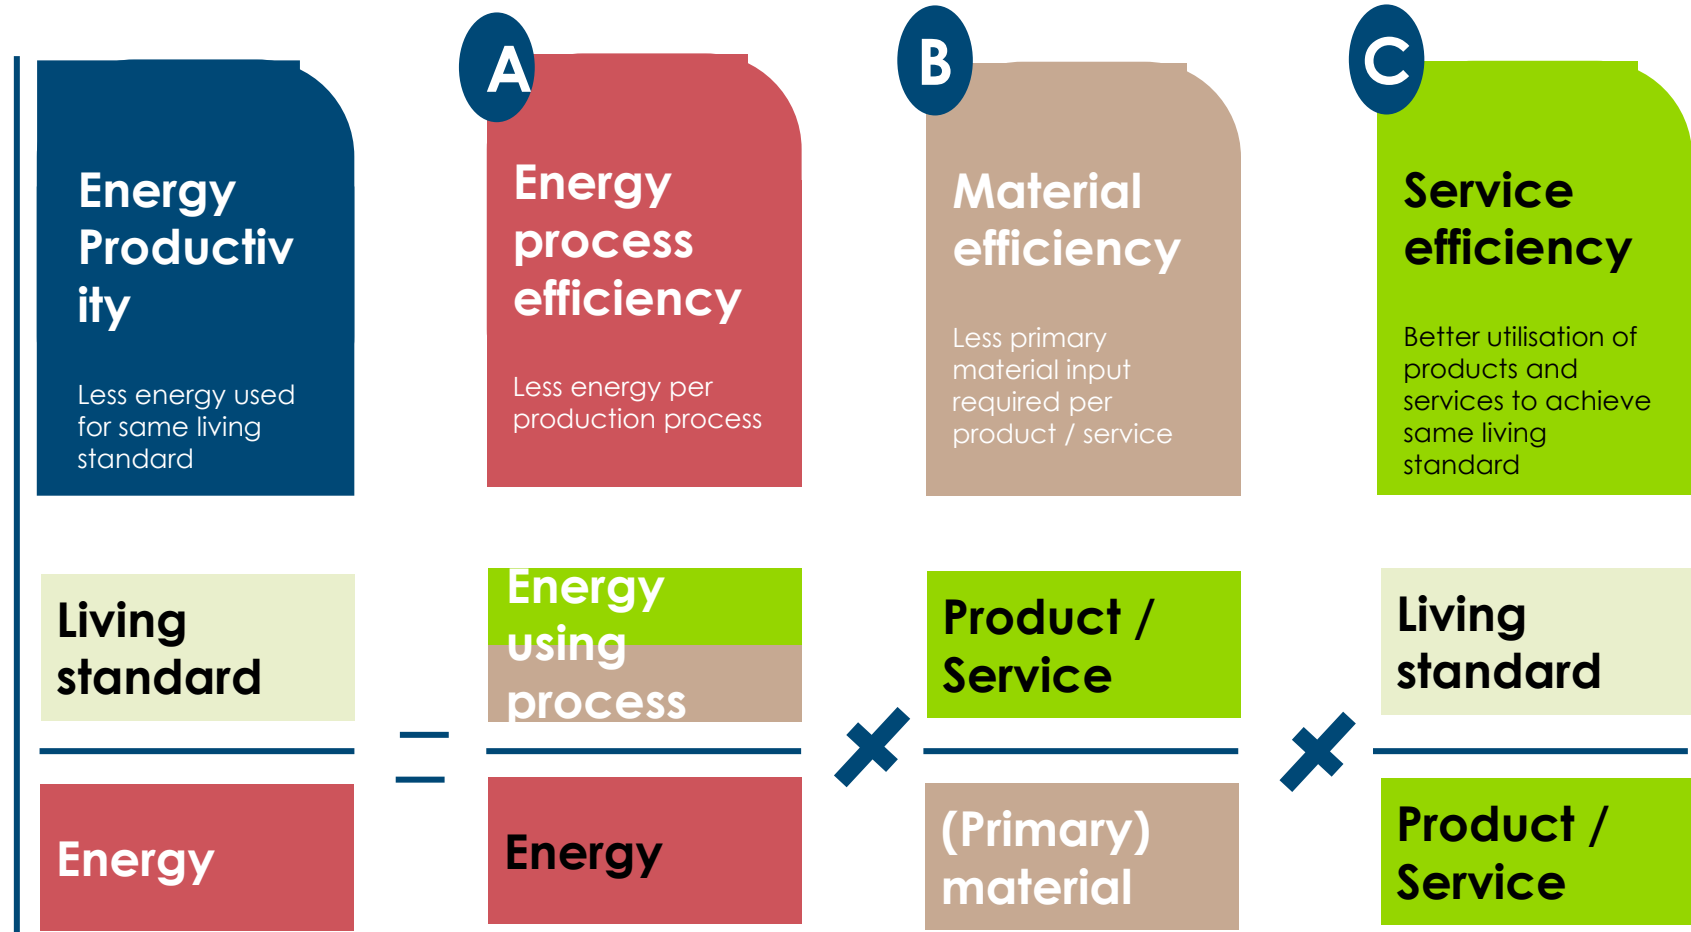 Energy
Productiv
ity
Less energy used
for same living
standard
A
Energy
process
efficiency
Less energy per
production process
B
Material
efficiency
Less primary
material input
required per
product / service
C
Service
efficiency
Better utilisation of
products and
services to achieve
same living
standard
Living
standard
Energy
=
Energy
using
process
Energy
×
Product /
Service
(Primary)
material
×
Living
standard
Product /
Service